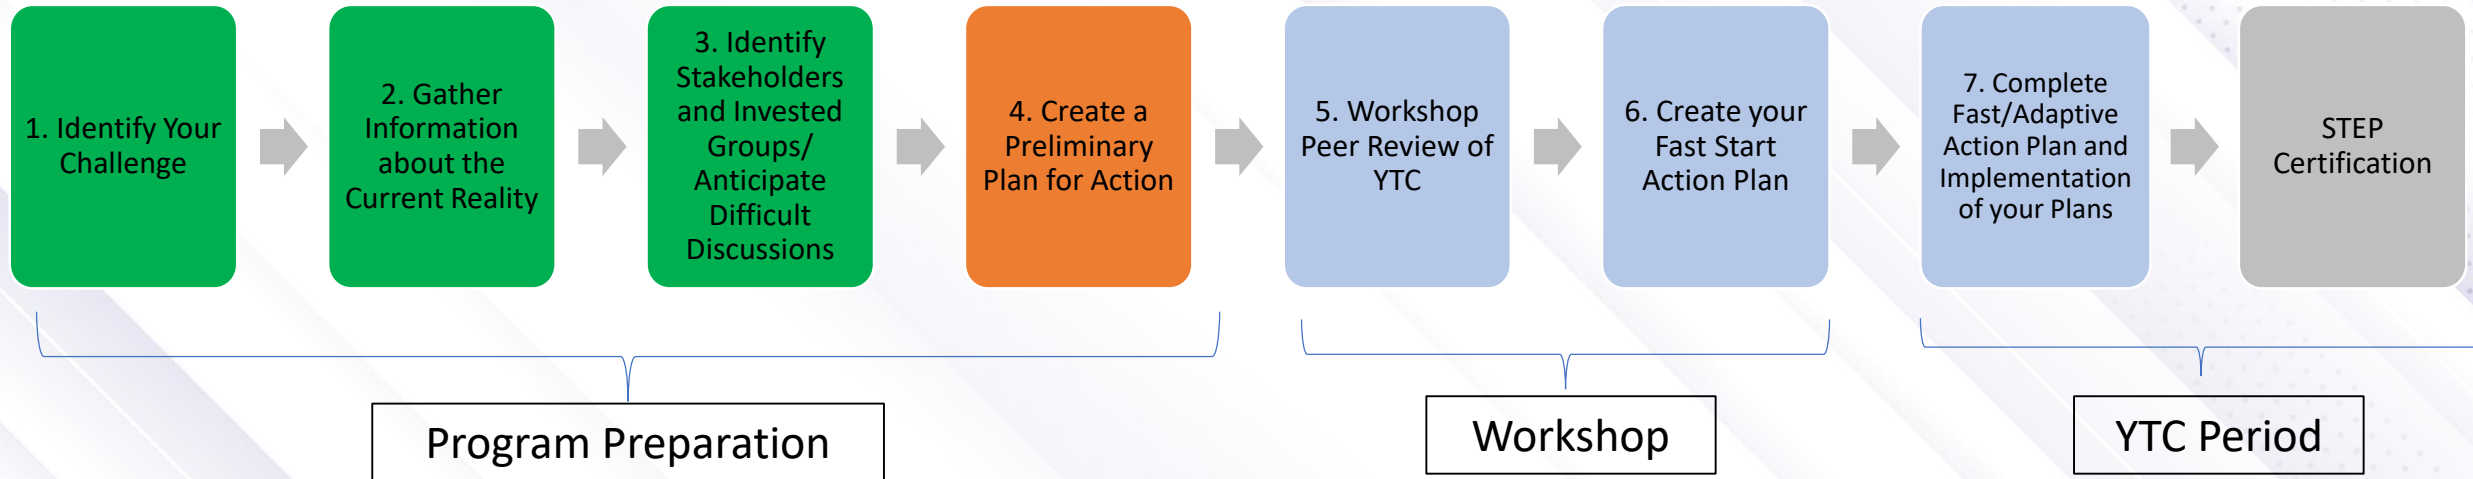 1. Identify Your
Challenge
2. Gather
Information
about the
Current Reality
3. Identify
Stakeholders
and Invested
Groups/
Anticipate
Difficult
Discussions
4. Create a
Preliminary
Plan for Action
5. Workshop
Peer Review of
YTC
6. Create your
Fast Start
Action Plan
7. Complete
Fast/Adaptive
Action Plan and
Implementation
of your Plans
STEP
Certification
Program Preparation
Workshop
YTC Period